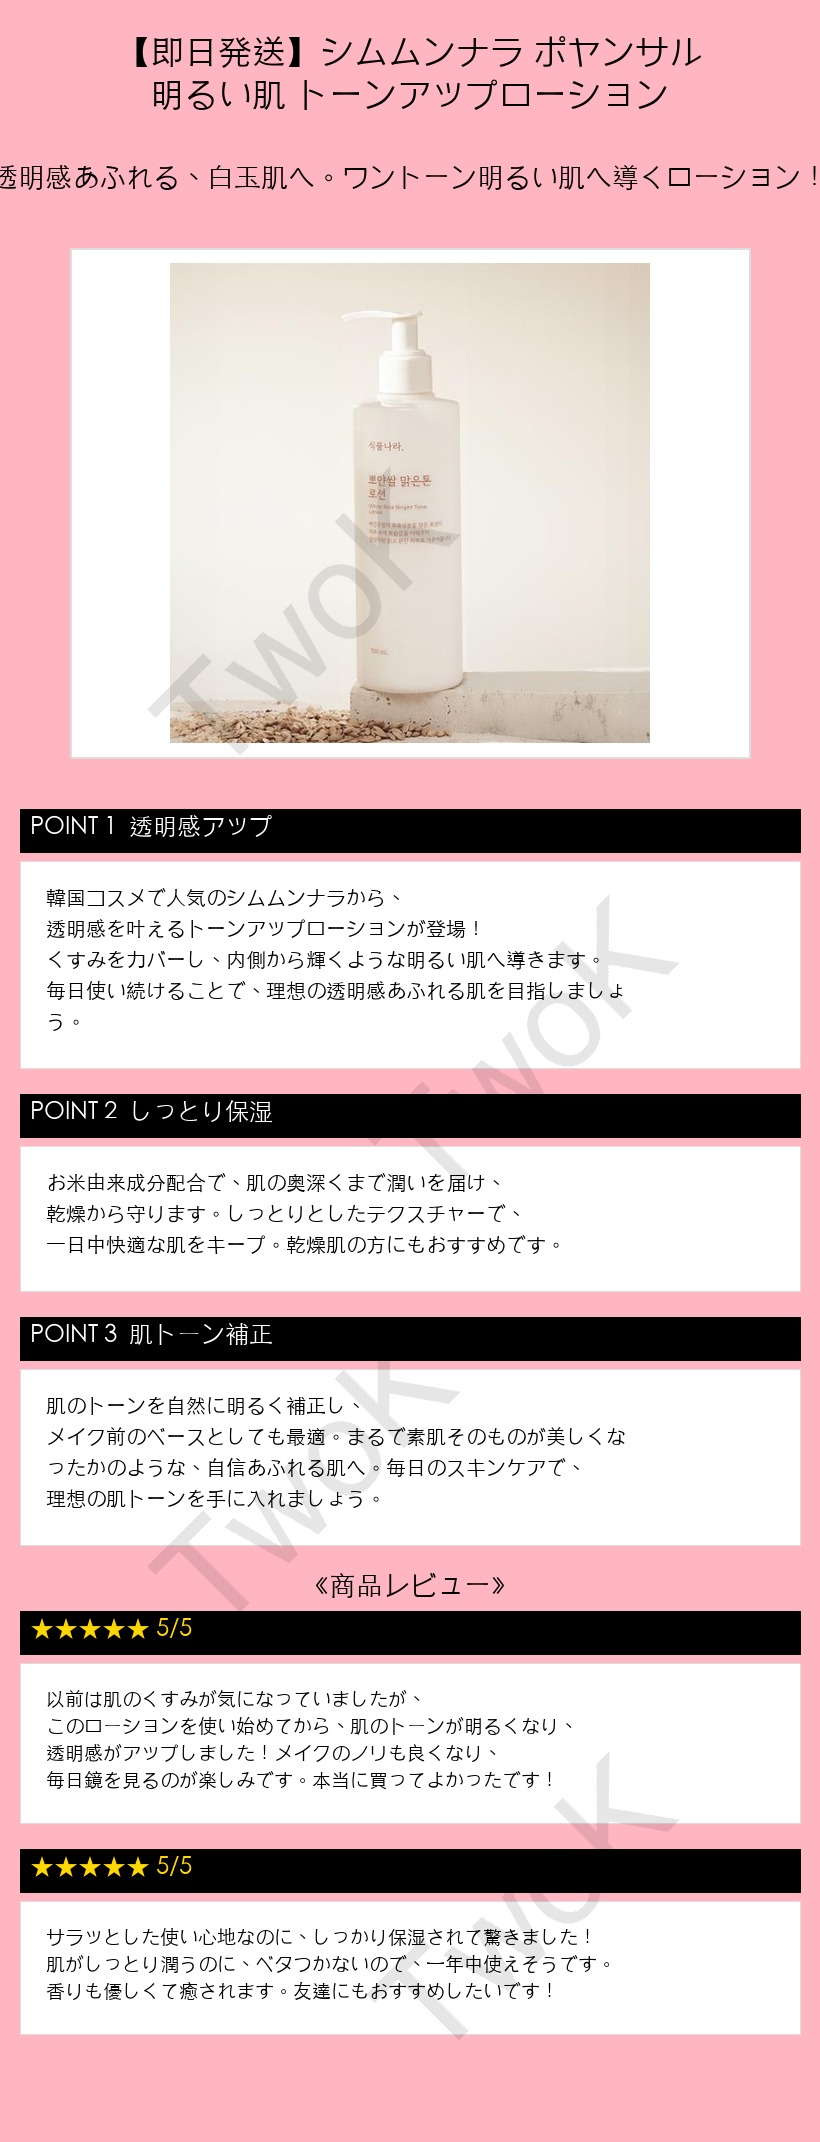 【即日発送】シムムンナラ ポヤンサル
明るい肌 トーンアップローション
透明感あふれる、白玉肌へ。ワントーン明るい肌へ導くローション！
식물나라.
뽀얀쌀 맑은톤
로션
White Rice Bright Tone
Lotion
300 mL
TwoK
POINT 1 透明感アップ
韓国コスメで人気のシムムンナラから、
透明感を叶えるトーンアップローションが登場！
くすみをカバーし、内側から輝くような明るい肌へ導きます。
毎日使い続けることで、理想の透明感あふれる肌を目指しましょ
う。
TwoK
POINT 2 しっとり保湿
お米由来成分配合で、肌の奥深くまで潤いを届け、
乾燥から守ります。しっとりとしたテクスチャーで、
一日中快適な肌をキープ。乾燥肌の方にもおすすめです。
POINT 3 肌トーン補正
肌のトーンを自然に明るく補正し、
メイク前のベースとしても最適。まるで素肌そのものが美しくな
ったかのような、自信あふれる肌へ。毎日のスキンケアで、
理想の肌トーンを手に入れましょう。
TwoK
《商品レビュー》
★★★★★ 5/5
以前は肌のくすみが気になっていましたが、
このローションを使い始めてから、肌のトーンが明るくなり、
透明感がアップしました！メイクのノリも良くなり、
毎日鏡を見るのが楽しみです。本当に買ってよかったです！
★★★★★ 5/5
サラッとした使い心地なのに、しっかり保湿されて驚きました！
肌がしっとり潤うのに、ベタつかないので、一年中使えそうです。
香りも優しくて癒されます。友達にもおすすめしたいです！
TwoK